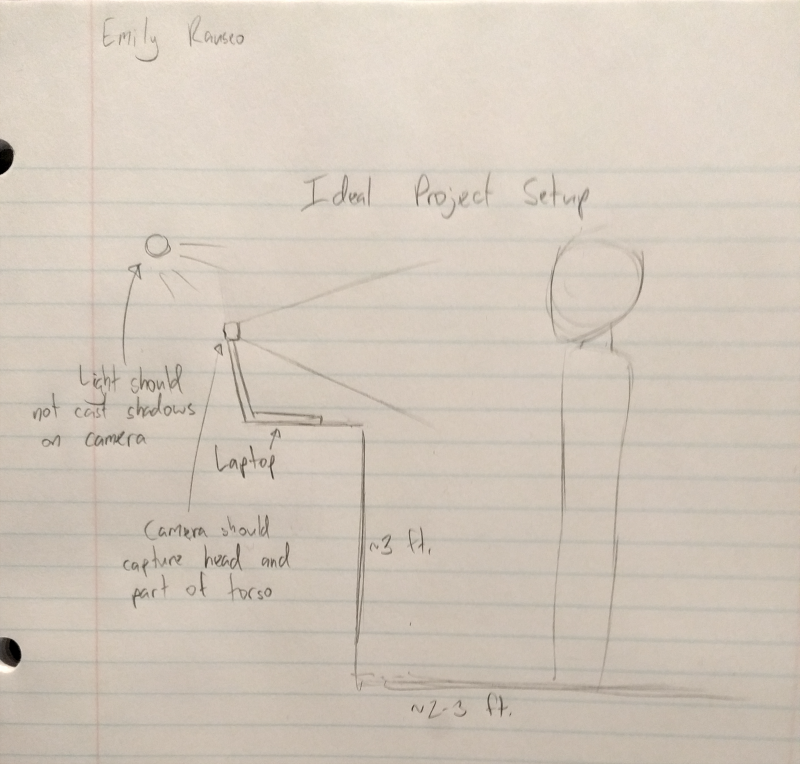 Emily Rauseo
Ideal Project Setup
Light should
not cast shadows
on camera
Laptop
Camera should
capture head and
part of torso
~3 ft.
~2-3 ft.